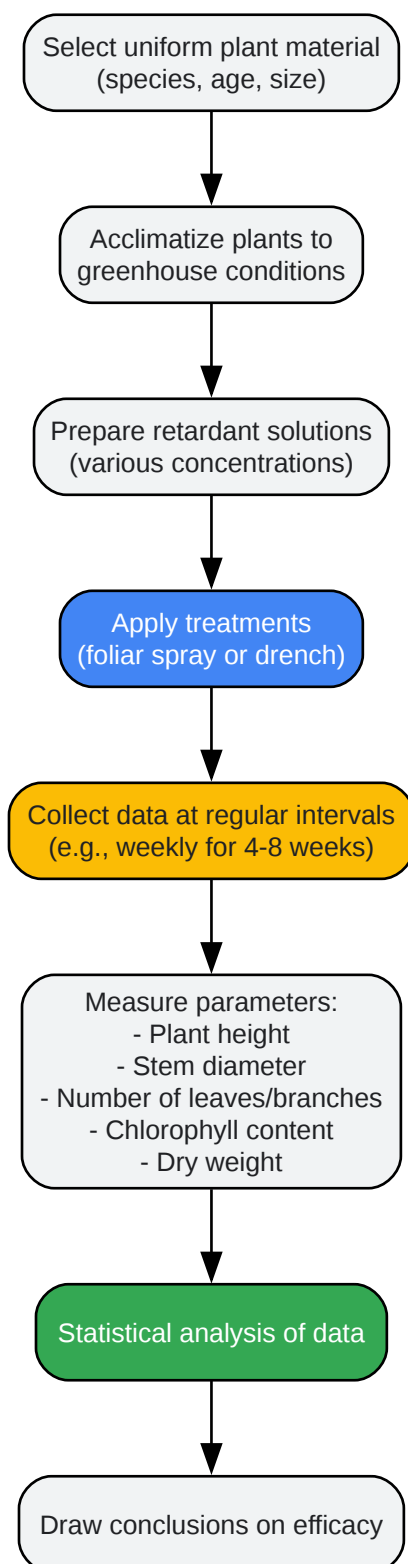 Select uniform plant material
(species, age, size)
Acclimatize plants to
greenhouse conditions
Prepare retardant solutions
(various concentrations)
Apply treatments
(foliar spray or drench)
Collect data at regular intervals
(e.g., weekly for 4-8 weeks)
Measure parameters:
- Plant height
- Stem diameter
- Number of leaves/branches
- Chlorophyll content
- Dry weight
Statistical analysis of data
Draw conclusions on efficacy